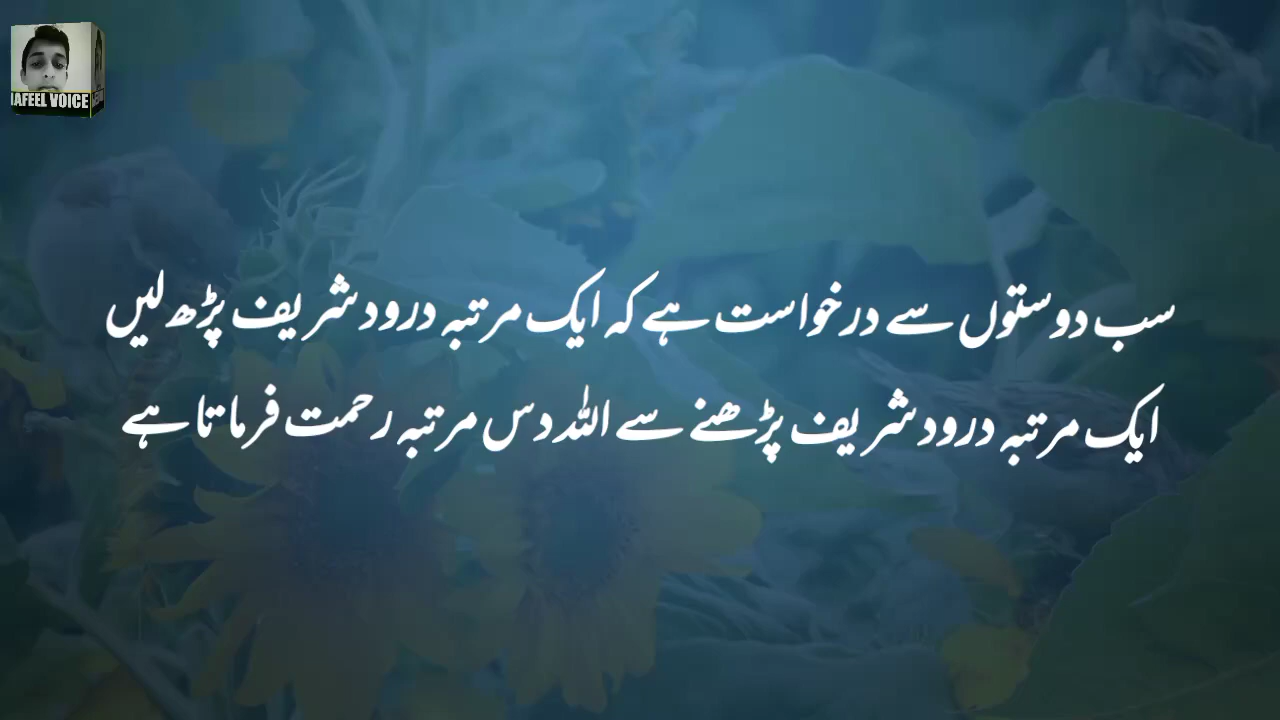 IAFEEL VOICE
سب دوستوں سے درخواست ہے کہ ایک مرتبہ درود شریف پڑھ لیں
ایک مرتبہ درود شریف پڑھنے سے اللہ دس مرتبہ رحمت فرماتا ہے